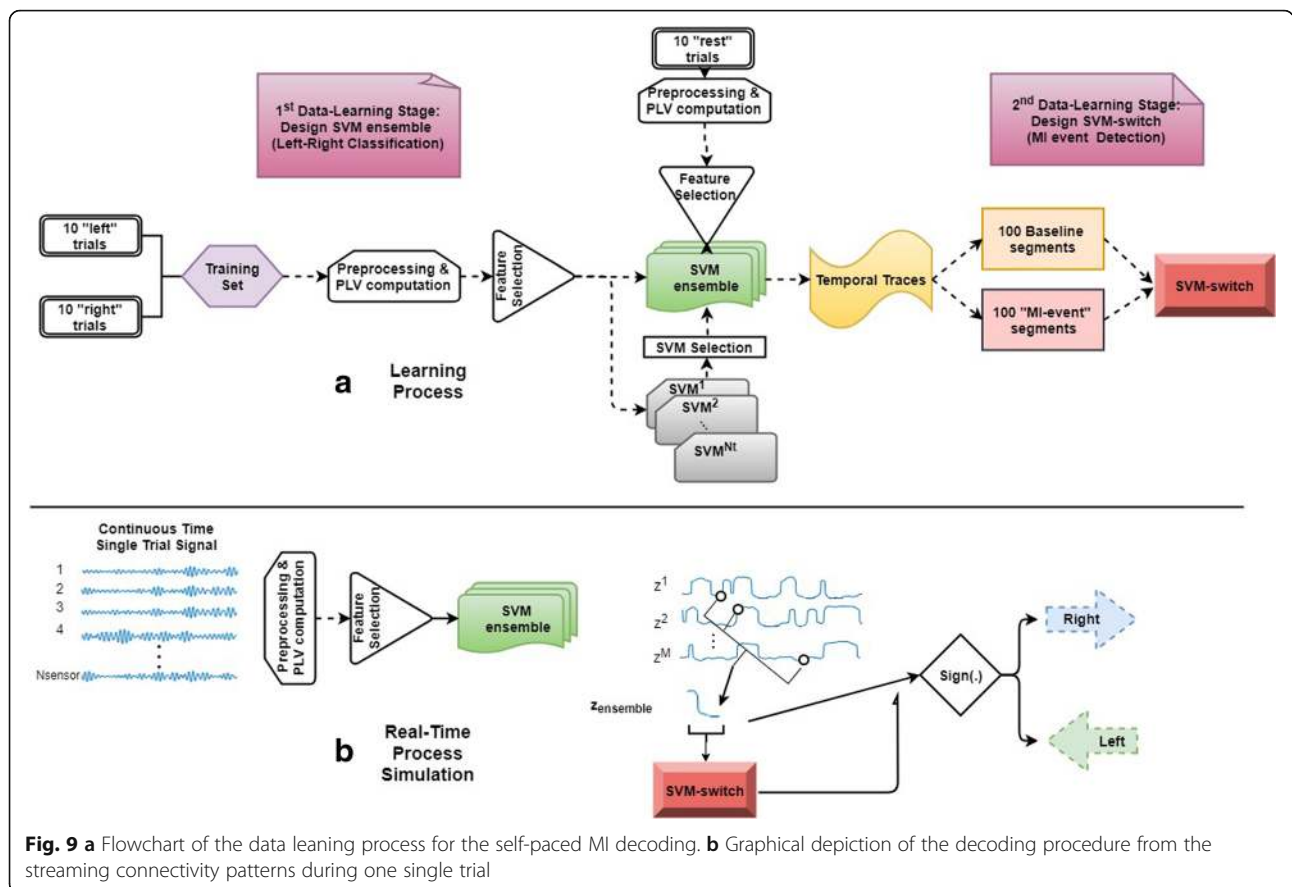 10 "rest"
trials
Preprocessing &
PLV computation
Feature
Selection
1st Data-Learning Stage:
Design SVM ensemble
(Left-Right Classification)
2nd Data-Learning Stage:
Design SVM-switch
(MI event Detection)
10 "left"
trials
10 "right"
trials
Training
Set
Preprocessing &
PLV computation
Feature
Selection
SVM
ensemble
Temporal Traces
100 Baseline
segments
100 "MI-event"
segments
SVM-switch
SVM Selection
SVM1
SVM2
SVMNt
a Learning
Process
Continuous Time
Single Trial Signal
1
2
3
4
Nsensor
Preprocessing &
PLV computation
Feature
Selection
SVM
ensemble
z1
z2
zM
zensemble
SVM-switch
Sign(.)
Right
Left
b Real-Time
Process
Simulation
Fig. 9 a Flowchart of the data leaning process for the self-paced MI decoding. b Graphical depiction of the decoding procedure from the
streaming connectivity patterns during one single trial